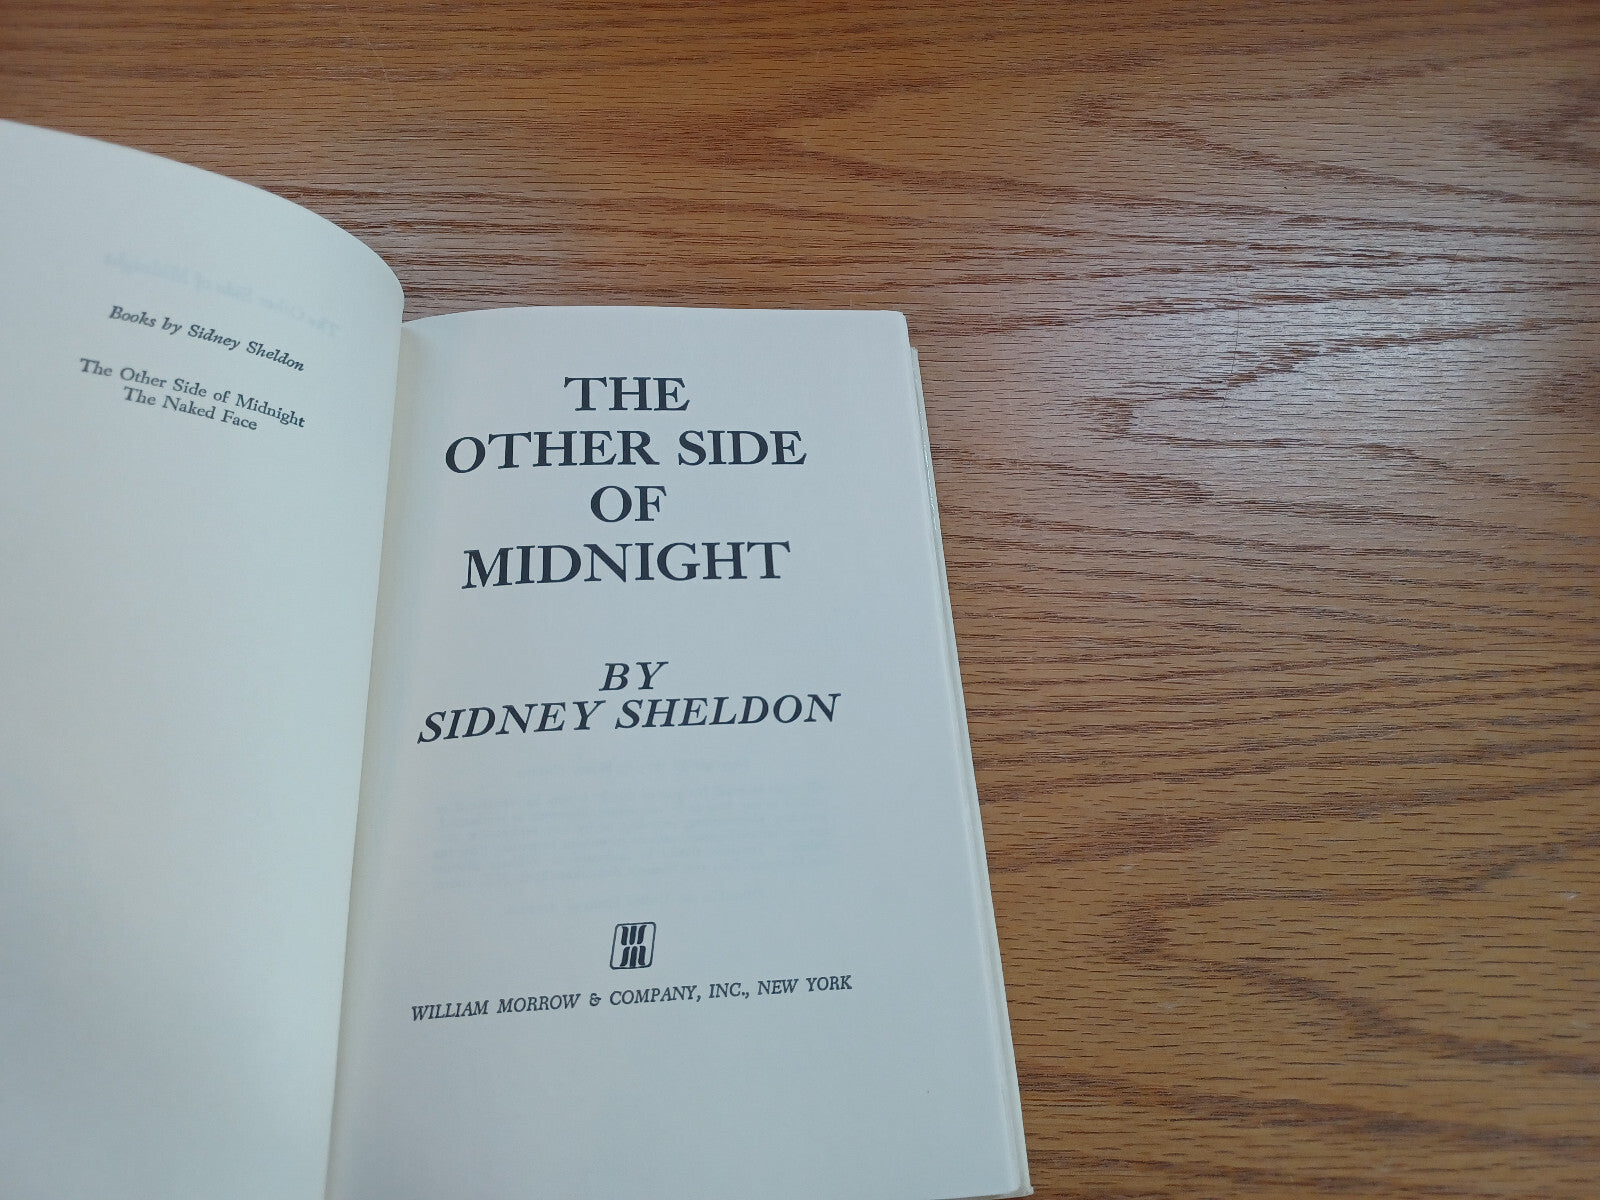 Books by Sidney Sheldon
The Other Side of Midnight
The Naked Face
THE
OTHER SIDE
OF
MIDNIGHT
BY
SIDNEY SHELDON
WILLIAM MORROW & COMPANY, INC., NEW YORK